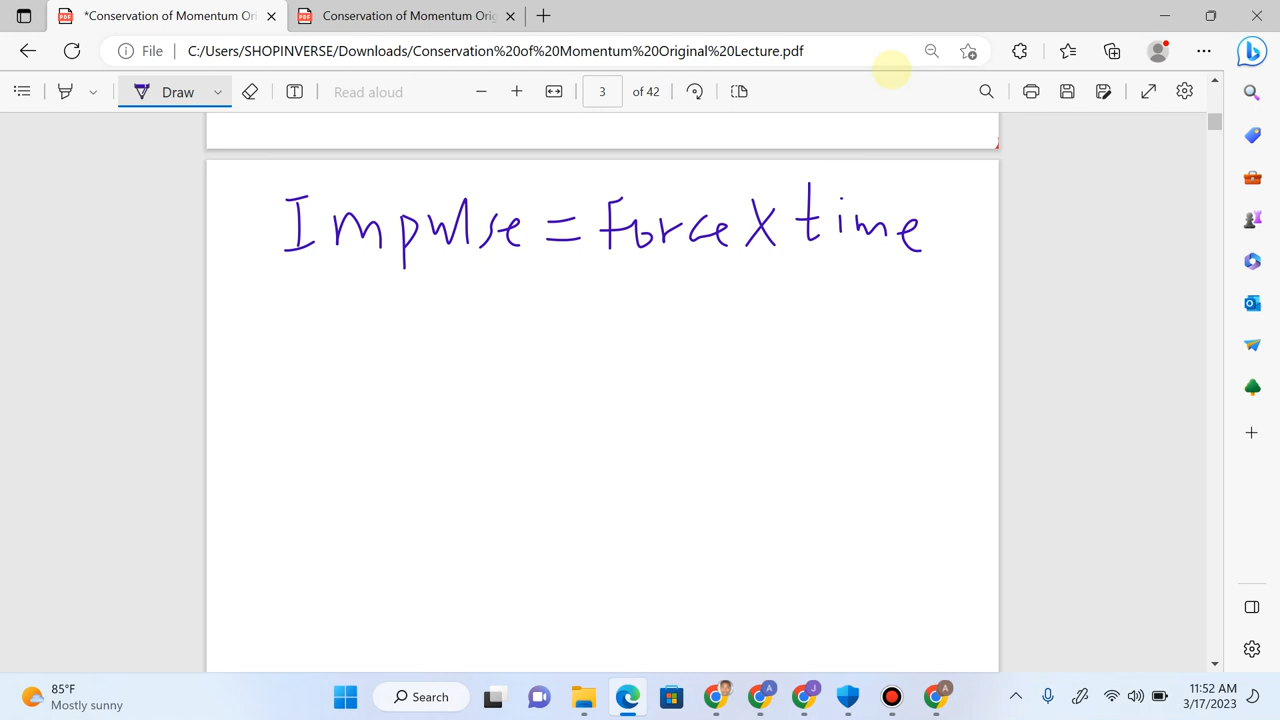 *Conservation of Momentum Ori
Conservation of Momentum Orig
File
C:/Users/SHOPINVERSE/Downloads/Conservation%20of%20Momentum%20Original%20Lecture.pdf
Draw
Read aloud
3 of 42
Impulse = Force X time
85°F
Mostly sunny
Search
11:52 AM
3/17/2023